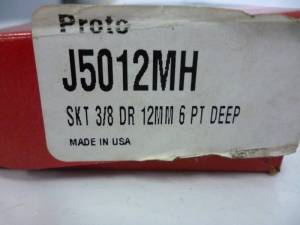 Proto
J5012MH
SKT 3/8 DR 12MM 6 PT DEEP
MADE IN USA